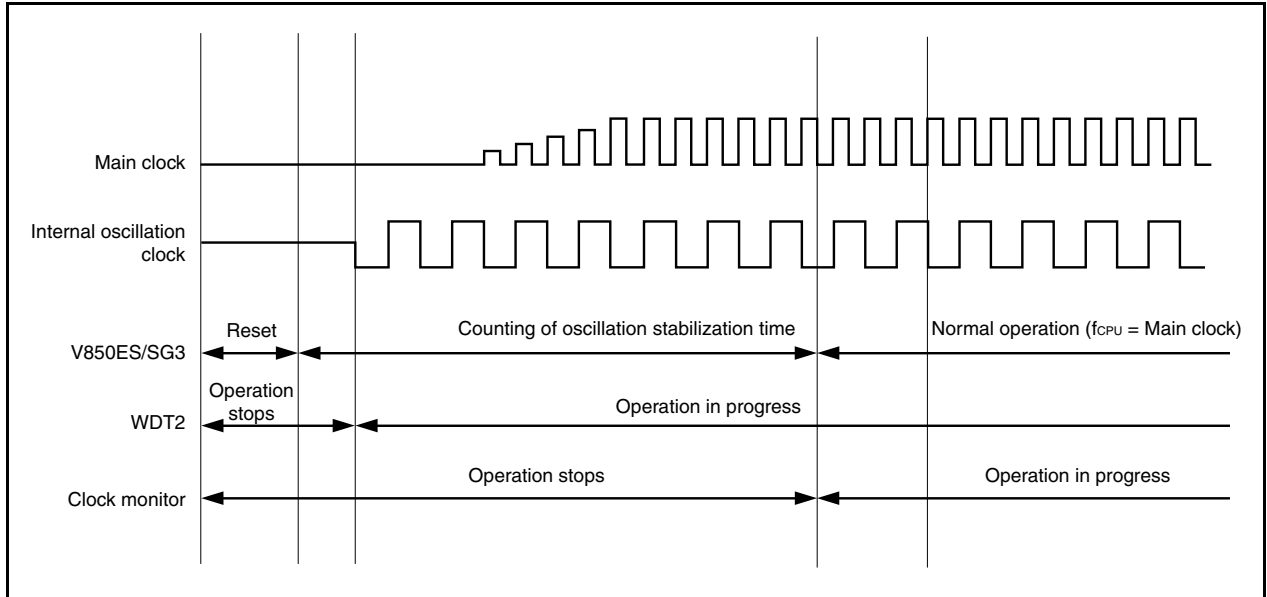 Main clock
Internal oscillation
clock
Reset
Counting of oscillation stabilization time
Normal operation (fCPU = Main clock)
V850ES/SG3
Operation
stops
Operation in progress
WDT2
Operation stops
Operation in progress
Clock monitor